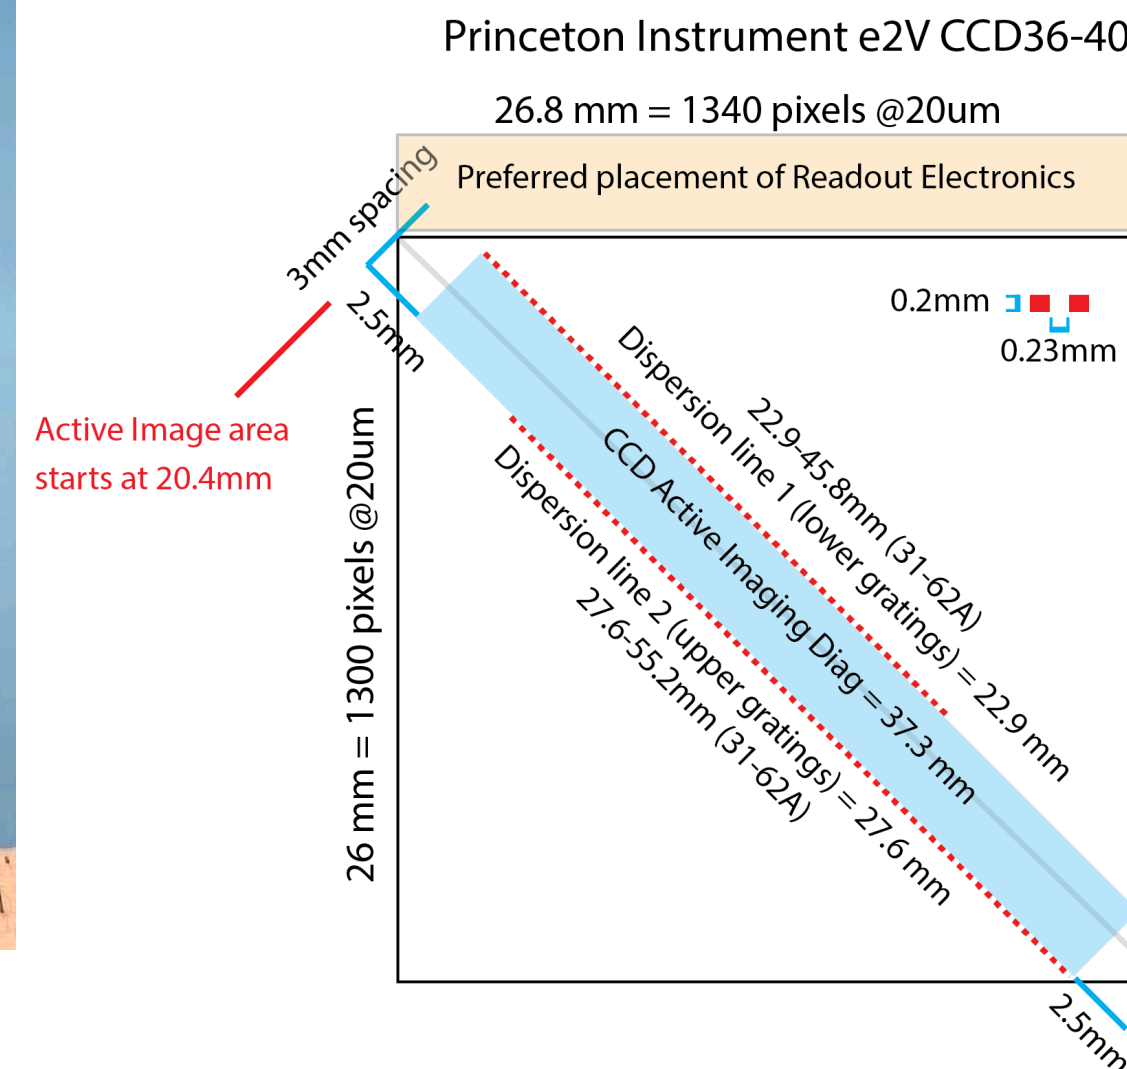 Princeton Instrument e2V CCD36-40
26.8 mm = 1340 pixels @20um
Preferred placement of Readout Electronics
3mm spacing
2.5mm
0.2mm
0.23mm
Active Image area
starts at 20.4mm
26 mm = 1300 pixels @20um
22.9-45.8mm (31-62A)
Dispersion line 1 (lower gratings) = 22.9 mm
CCD Active Imaging Diag = 37.3 mm
Dispersion line 2 (upper gratings) = 27.6 mm
27.6-55.2mm (31-62A)
2.5mm